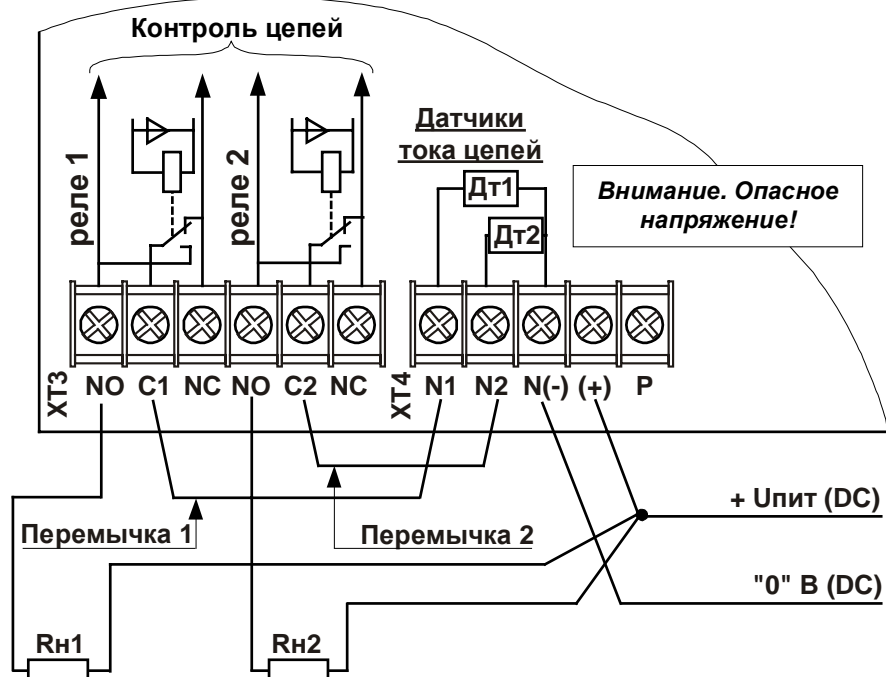 Контроль цепей
реле 1
реле 2
Датчики
тока цепей
Дт1
Дт2
Внимание. Опасное
напряжение!
XT3
NO C1 NC NO C2 NC
XT4
N1 N2 N(-) (+) P
+ Uпит (DC)
Перемычка 1
Перемычка 2
"0" В (DC)
Rн1
Rн2